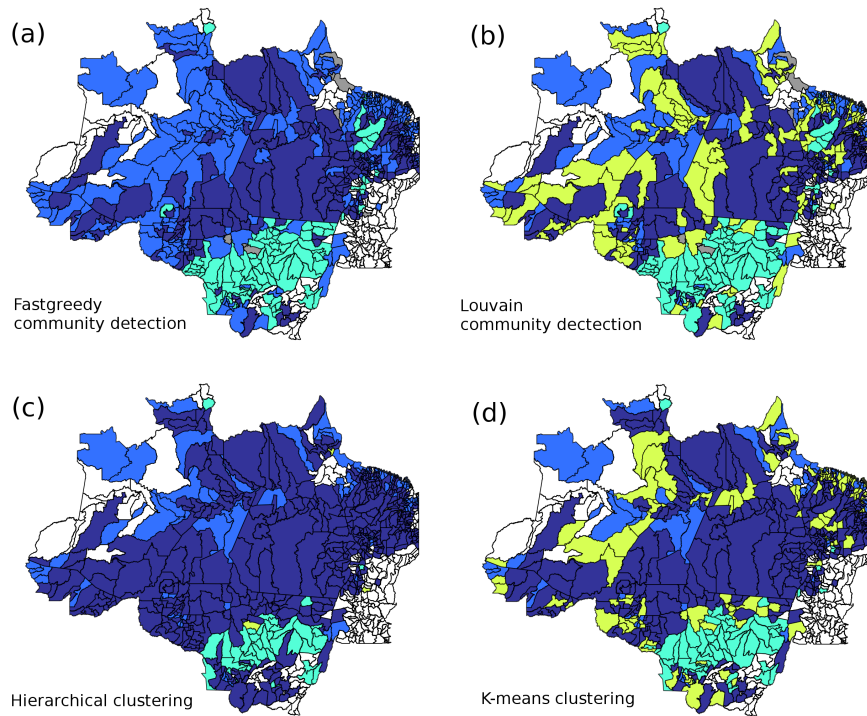 (a)
(b)
Fastgreedy
community detection
Louvain
community dectection
(c)
(d)
Hierarchical clustering
K-means clustering